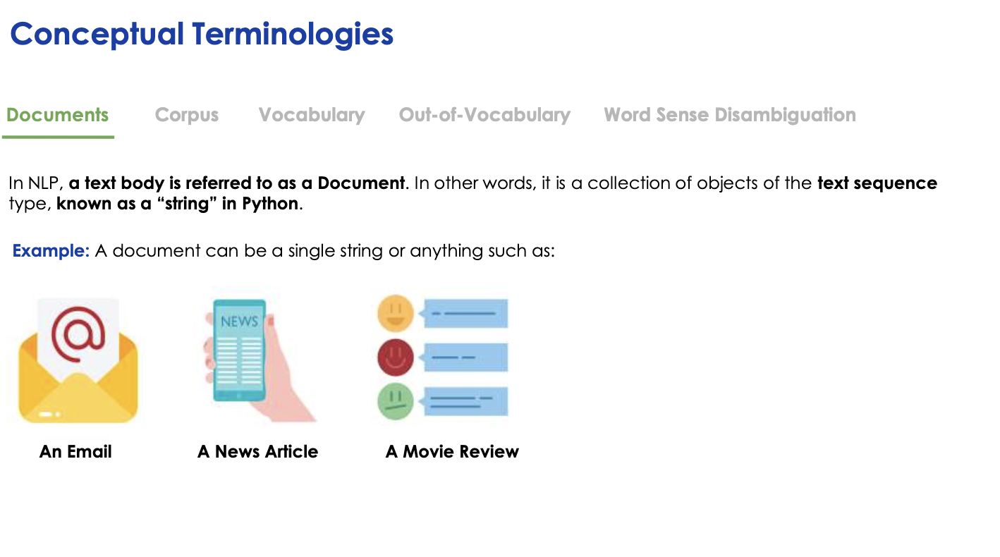 Conceptual Terminologies
Documents Corpus Vocabulary Out-of-Vocabulary Word Sense Disambiguation
In NLP, a text body is referred to as a Document. In other words, it is a collection of objects of the text sequence
type, known as a “string” in Python.
Example: A document can be a single string or anything such as:
@
NEWS
An Email A News Article A Movie Review